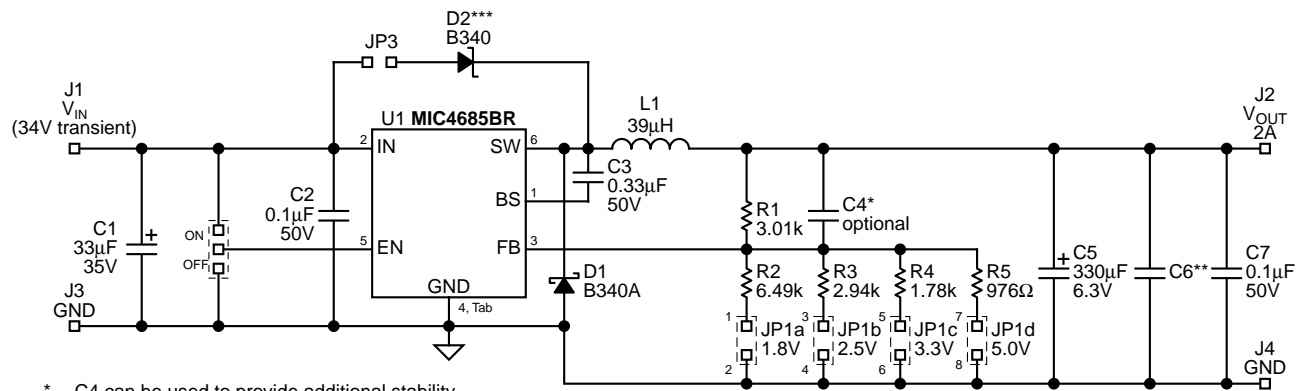 D2***
B340
JP3
J1
VIN
(34V transient)
U1 MIC4685BR
L1
39µH
J2
VOUT
2A
2 IN
SW 6
BS 1
5 EN
FB 3
GND
4, Tab
C3
0.33µF
50V
C2
0.1µF
50V
C1
33µF
35V
+
ON
OFF
R1
3.01k
C4*
optional
D1
B340A
R2
6.49k
R3
2.94k
R4
1.78k
R5
976Ω
C5
330µF
6.3V
+
C6**
C7
0.1µF
50V
J3
GND
1
JP1a
1.8V
2
3
JP1b
2.5V
4
5
JP1c
3.3V
6
7
JP1d
5.0V
8
J4
GND
* C4 can be used to provide additional stability